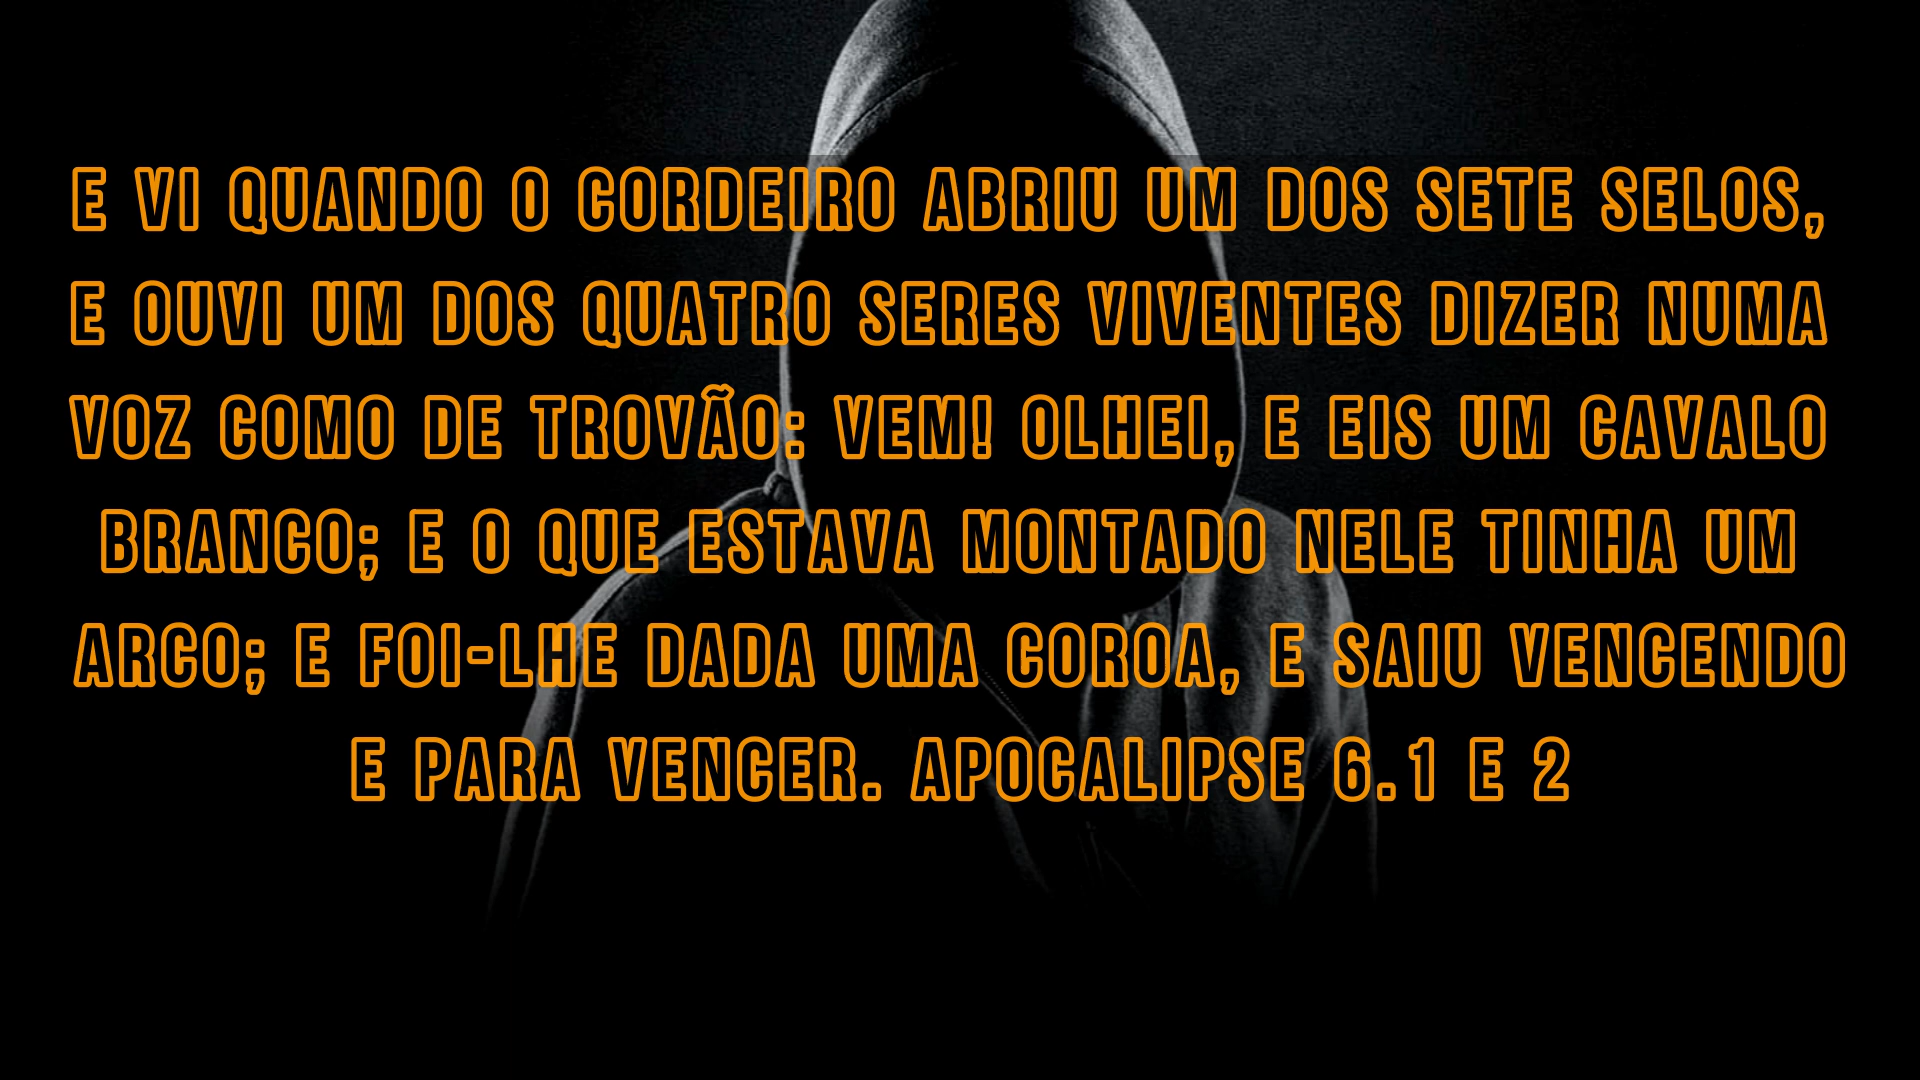 E VI QUANDO O CORDEIRO ABRIU UM DOS SETE SELOS,
E OUVI UM DOS QUATRO SERES VIVENTES DIZER NUMA
VOZ COMO DE TROVÃO: VEM! OLHEI, E EIS UM CAVALO
BRANCO; E O QUE ESTAVA MONTADO NELE TINHA UM
ARCO; E FOI-LHE DADA UMA COROA, E SAIU VENCENDO
E PARA VENCER. APOCALIPSE 6.1 E 2